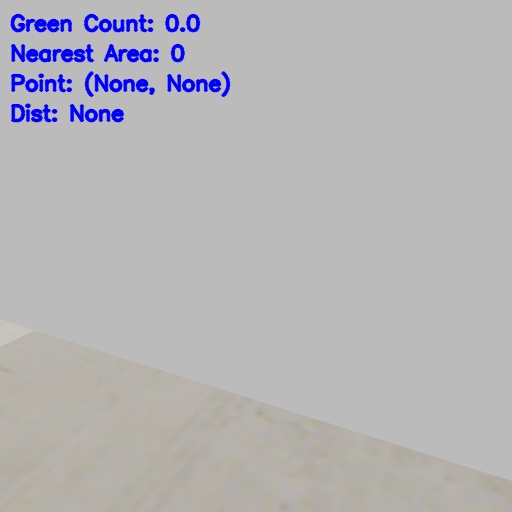 Green Count: 0.0
Nearest Area: 0
Point: (None, None)
Dist: None